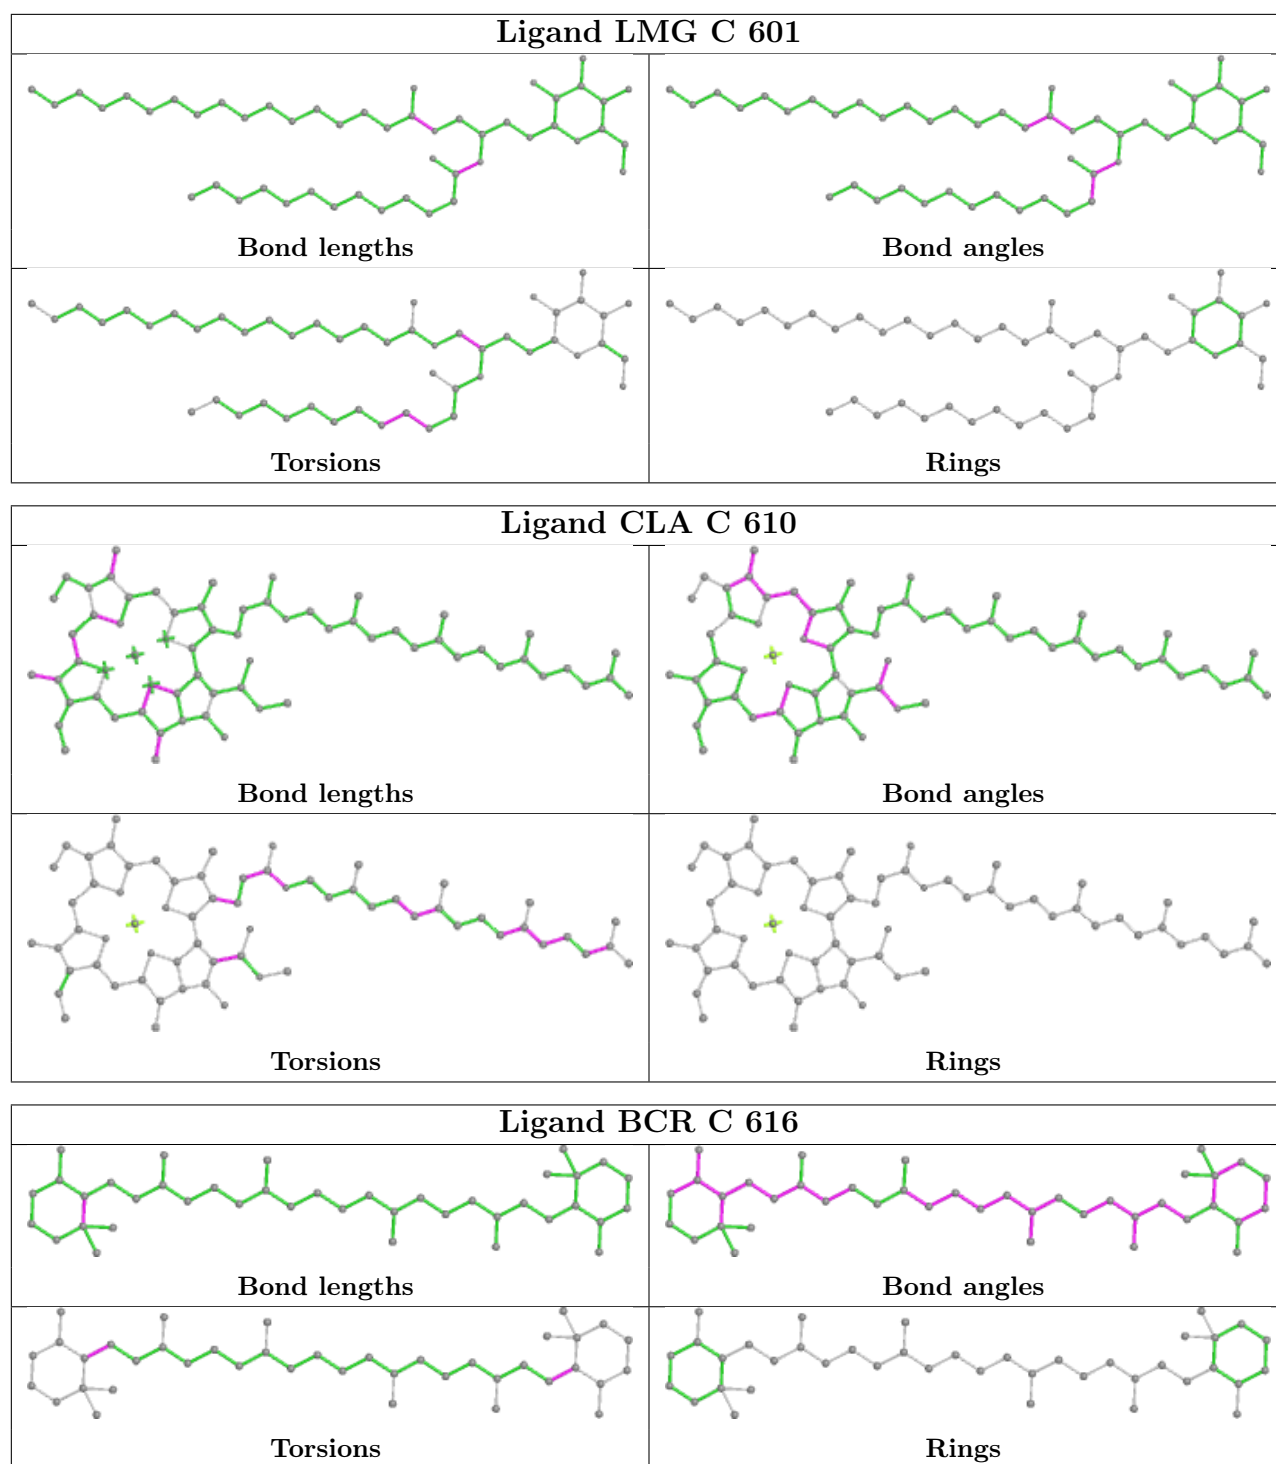 Ligand LMG C 601
Bond lengths
Bond angles
Torsions
Rings
Ligand CLA C 610
Bond lengths
Bond angles
Torsions
Rings
Ligand BCR C 616
Bond lengths
Bond angles
Torsions
Rings